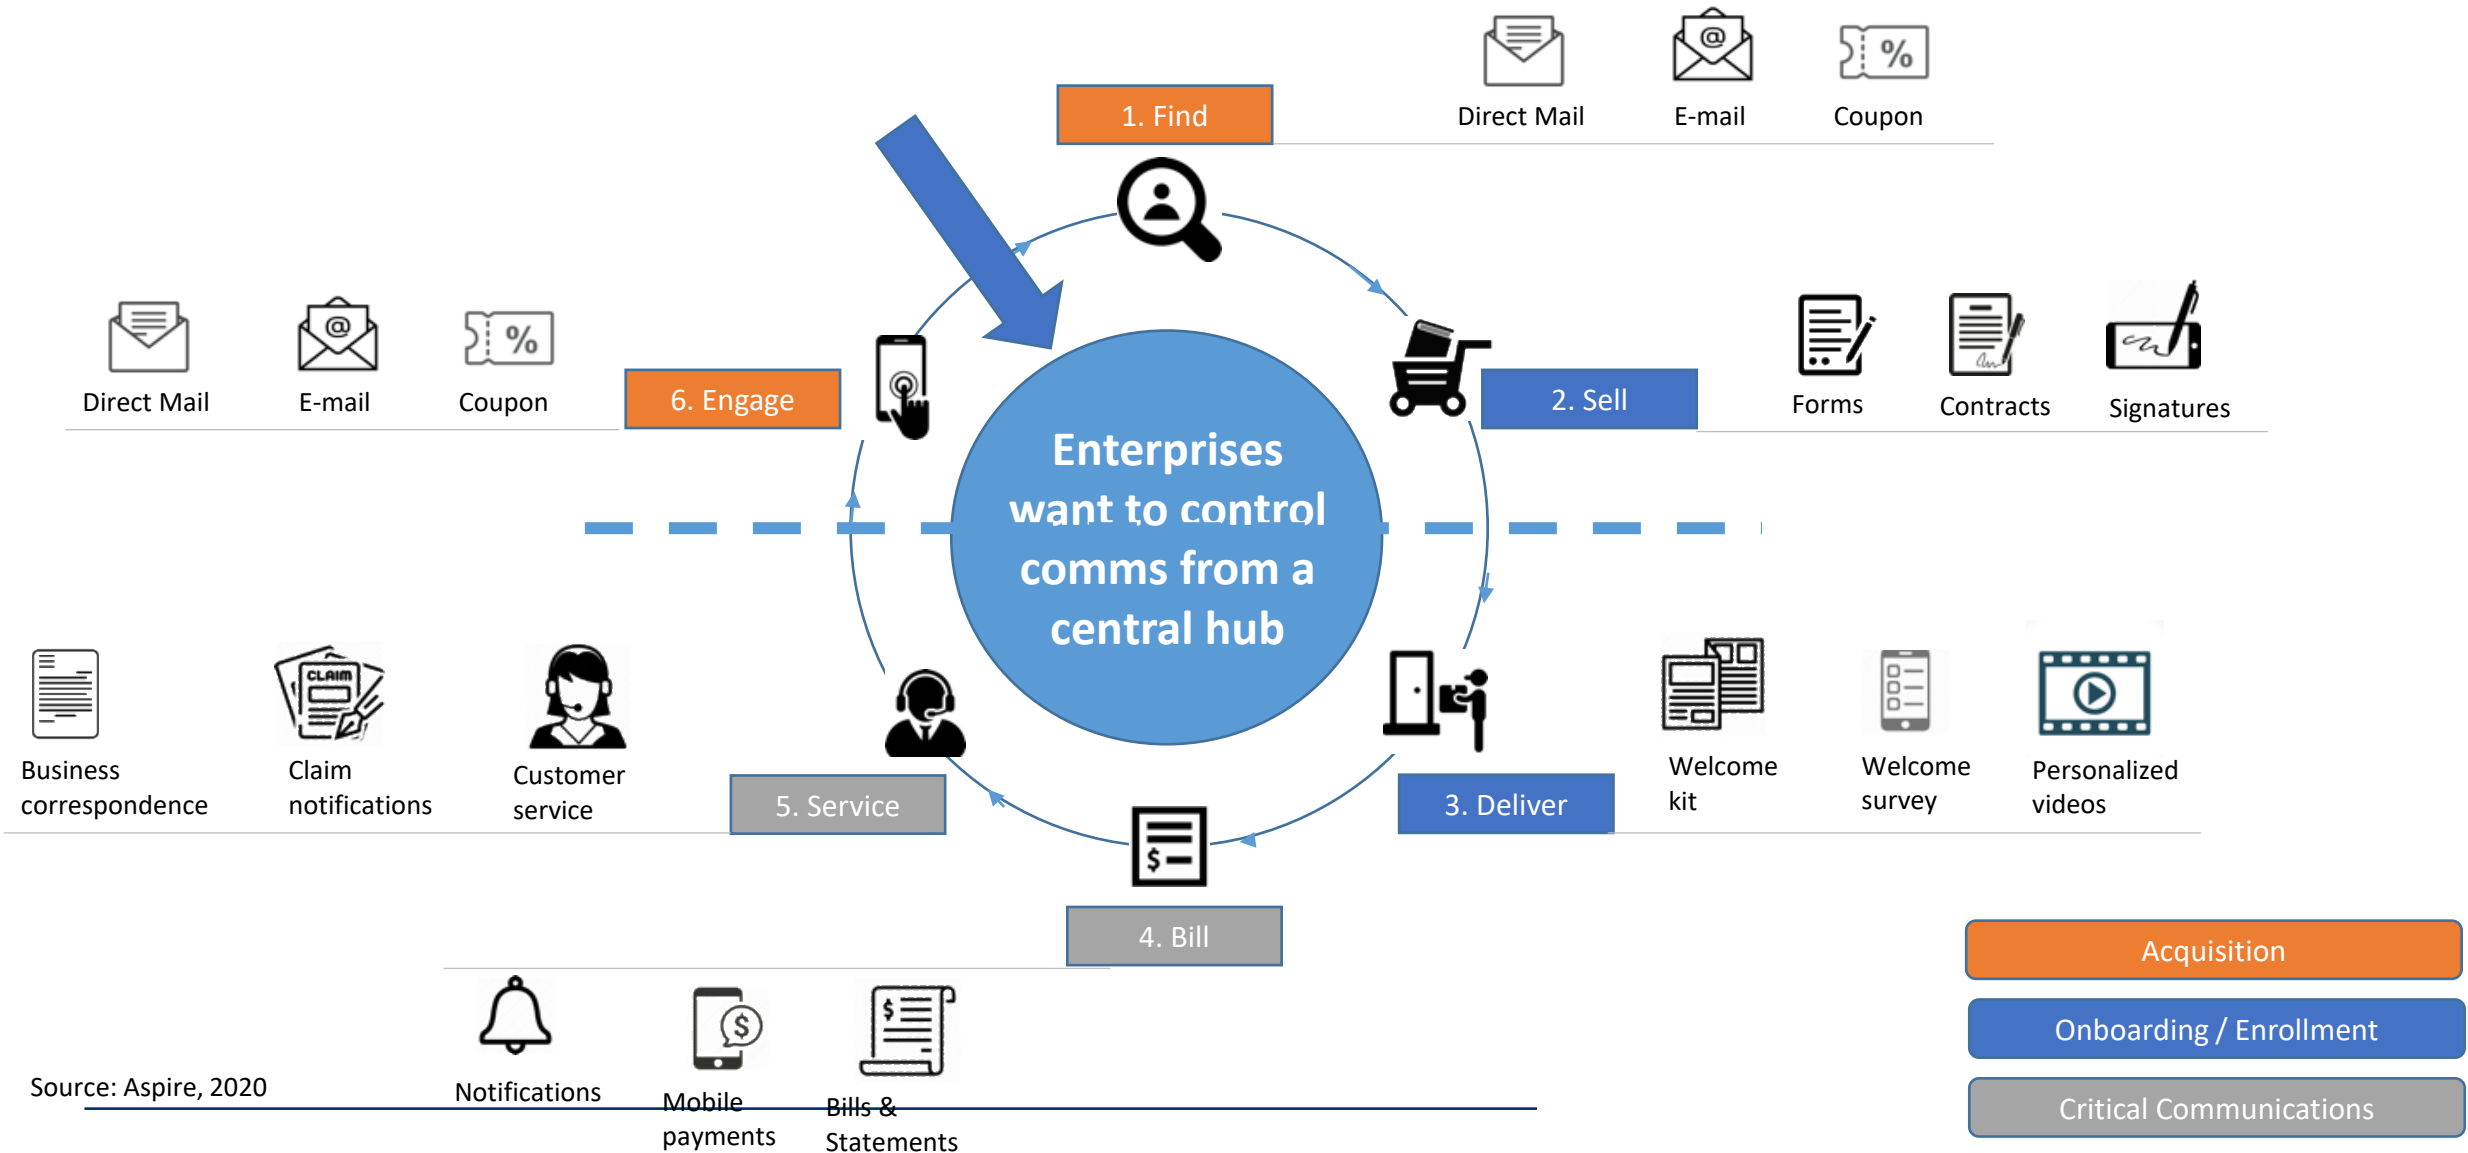 Direct Mail
E-mail
Coupon
1. Find
%
@
Direct Mail
E-mail
Coupon
%
@
6. Engage
2. Sell
Forms
Contracts
Signatures
Enterprises
want to control
comms from a
central hub
Business
correspondence
CLAIM
Claim
notifications
Customer
service
5. Service
3. Deliver
Welcome
kit
Welcome
survey
Personalized
videos
$
4. Bill
Notifications
$
Mobile
payments
$
Bills &
Statements
Source: Aspire, 2020
Acquisition
Onboarding / Enrollment
Critical Communications